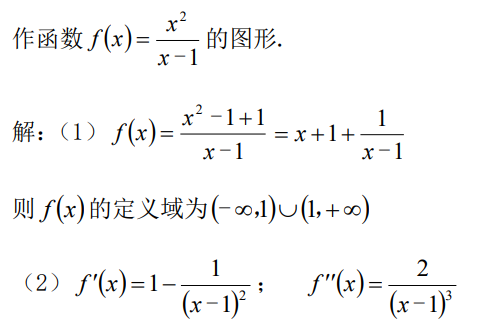 作函数 f(x)=x²/(x−1) 的图形.
解:（1） f(x)=(x²−1+1)/(x−1)=x+1+1/(x−1)
则 f(x) 的定义域为(−∞,1)∪(1,+∞)
（2） f′(x)=1−1/(x−1)²； f″(x)=2/(x−1)³